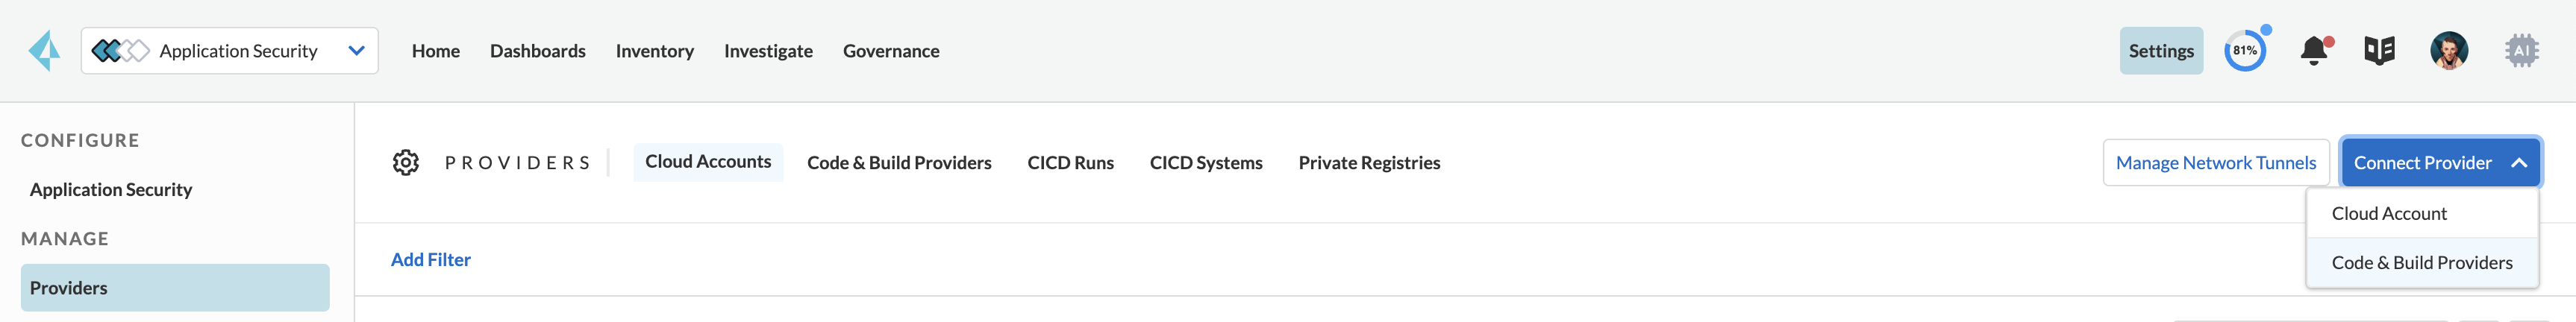 Application Security
Home Dashboards Inventory Investigate Governance
Settings 81% AI
CONFIGURE
Application Security
MANAGE
Providers
PROVIDERS Cloud Accounts Code & Build Providers CICD Runs CICD Systems Private Registries
Manage Network Tunnels Connect Provider
Cloud Account
Code & Build Providers
Add Filter